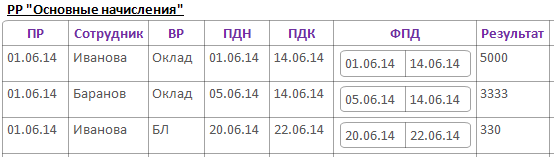 РР "Основные начисления"
ПР Сотрудник ВР ПДН ПДК ФПД Результат
01.06.14 Иванова Оклад 01.06.14 14.06.14 01.06.14 14.06.14 5000
01.06.14 Баранов Оклад 05.06.14 14.06.14 05.06.14 14.06.14 3333
01.06.14 Иванова БЛ 20.06.14 22.06.14 20.06.14 22.06.14 330